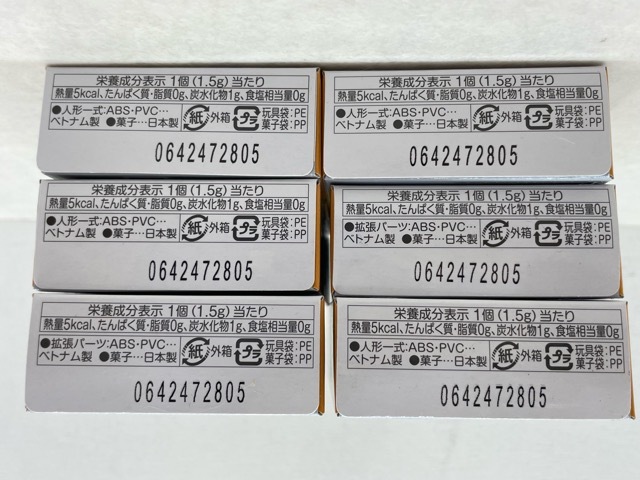 栄養成分表示 1個 (1.5g) 当たり
熱量5kcal、たんぱく質・脂質0g、炭水化物1g、食塩相当量0g
●人形一式:ABS・PVC… 紙 外箱 プラ 玩具袋:PE
ベトナム製 ●菓子…日本製 菓子袋:PP
0642472805
栄養成分表示 1個 (1.5g) 当たり
熱量5kcal、たんぱく質・脂質0g、炭水化物1g、食塩相当量0g
●人形一式:ABS・PVC… 紙 外箱 プラ 玩具袋:PE
ベトナム製 ●菓子…日本製 菓子袋:PP
0642472805
栄養成分表示 1個 (1.5g) 当たり
熱量5kcal、たんぱく質・脂質0g、炭水化物1g、食塩相当量0g
●人形一式:ABS・PVC… 紙 外箱 プラ 玩具袋:PE
ベトナム製 ●菓子…日本製 菓子袋:PP
0642472805
栄養成分表示 1個 (1.5g) 当たり
熱量5kcal、たんぱく質・脂質0g、炭水化物1g、食塩相当量0g
●拡張パーツ:ABS・PVC… 紙 外箱 プラ 玩具袋:PE
ベトナム製 ●菓子…日本製 菓子袋:PP
0642472805
栄養成分表示 1個 (1.5g) 当たり
熱量5kcal、たんぱく質・脂質0g、炭水化物1g、食塩相当量0g
●拡張パーツ:ABS・PVC… 紙 外箱 プラ 玩具袋:PE
ベトナム製 ●菓子…日本製 菓子袋:PP
0642472805
栄養成分表示 1個 (1.5g) 当たり
熱量5kcal、たんぱく質・脂質0g、炭水化物1g、食塩相当量0g
●人形一式:ABS・PVC… 紙 外箱 プラ 玩具袋:PE
ベトナム製 ●菓子…日本製 菓子袋:PP
0642472805